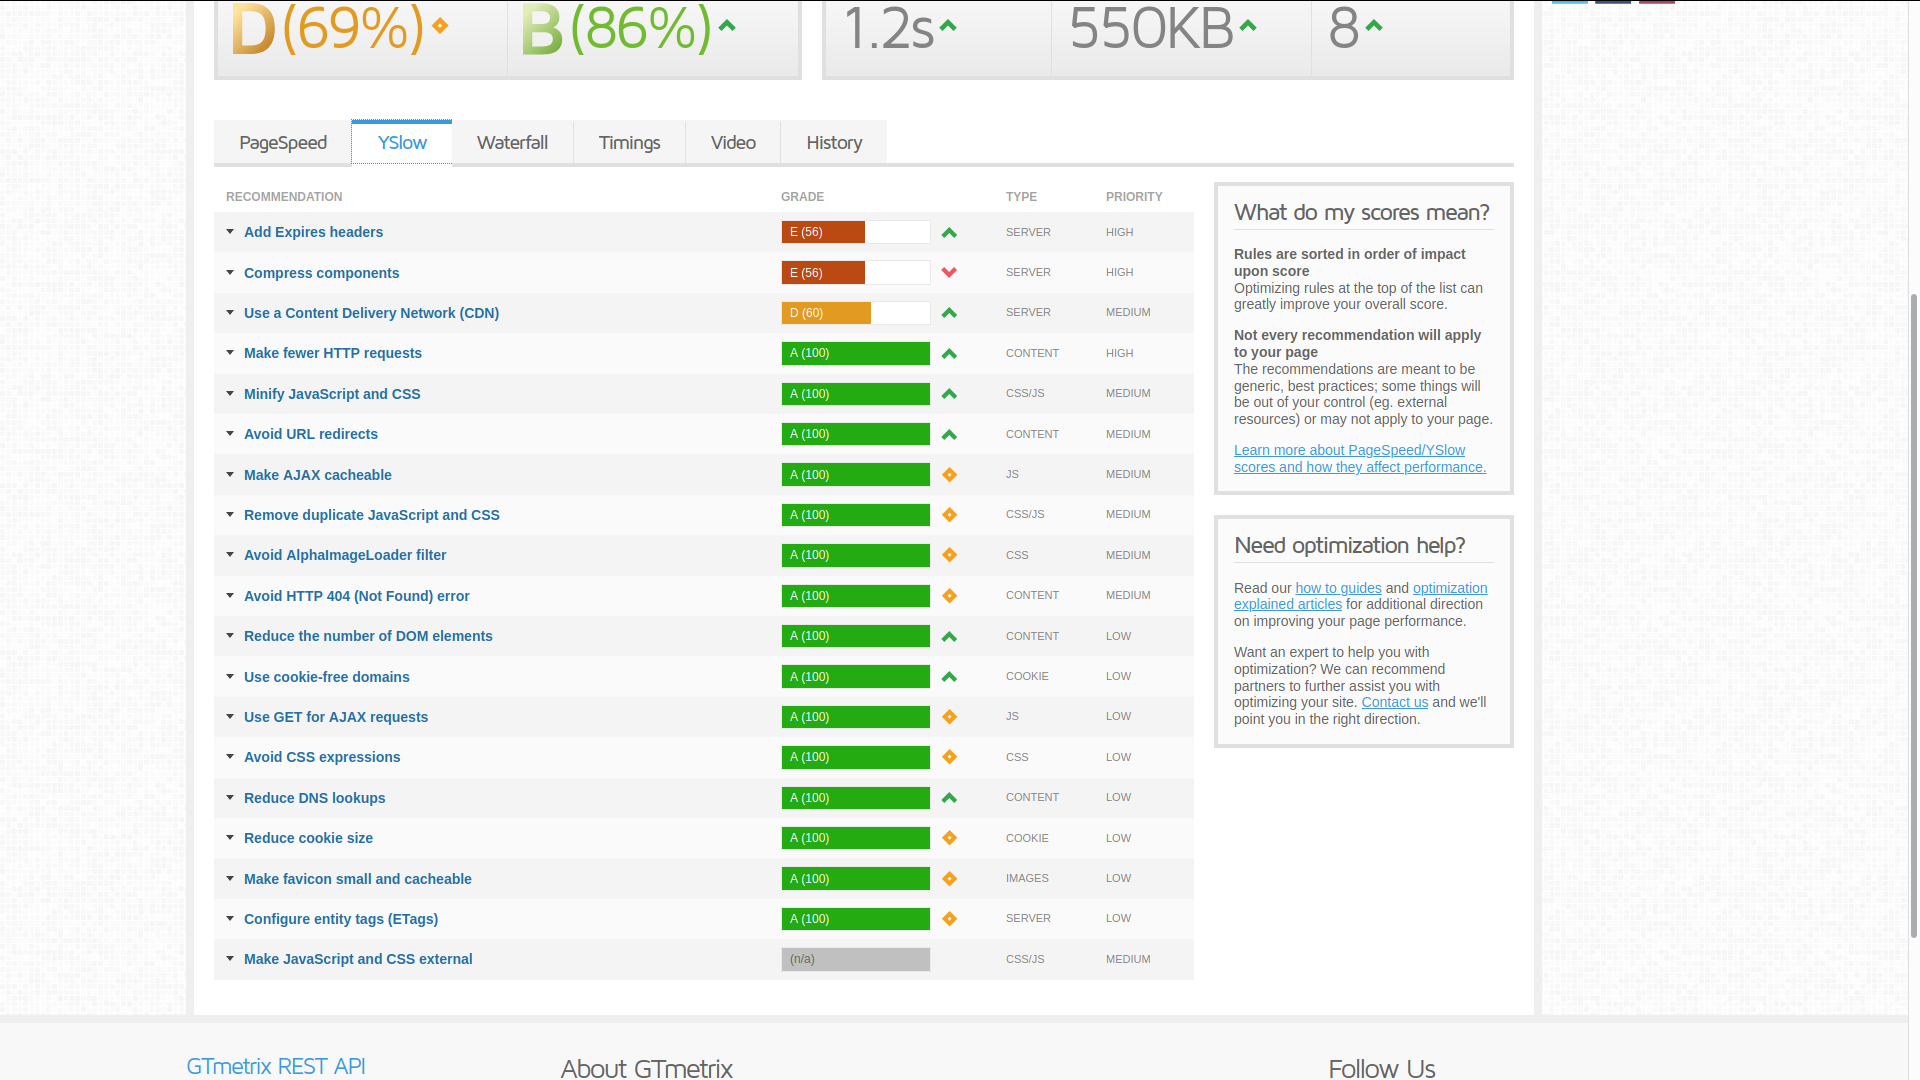 D (69%) B (86%) 1.2s 550KB 8
PageSpeed YSlow Waterfall Timings Video History
RECOMMENDATION GRADE TYPE PRIORITY
Add Expires headers E (56) SERVER HIGH
Compress components E (56) SERVER HIGH
Use a Content Delivery Network (CDN) D (60) SERVER MEDIUM
Make fewer HTTP requests A (100) CONTENT HIGH
Minify JavaScript and CSS A (100) CSS/JS MEDIUM
Avoid URL redirects A (100) CONTENT MEDIUM
Make AJAX cacheable A (100) JS MEDIUM
Remove duplicate JavaScript and CSS A (100) CSS/JS MEDIUM
Avoid AlphaImageLoader filter A (100) CSS MEDIUM
Avoid HTTP 404 (Not Found) error A (100) CONTENT MEDIUM
Reduce the number of DOM elements A (100) CONTENT LOW
Use cookie-free domains A (100) COOKIE LOW
Use GET for AJAX requests A (100) JS LOW
Avoid CSS expressions A (100) CSS LOW
Reduce DNS lookups A (100) CONTENT LOW
Reduce cookie size A (100) COOKIE LOW
Make favicon small and cacheable A (100) IMAGES LOW
Configure entity tags (ETags) A (100) SERVER LOW
Make JavaScript and CSS external (n/a) CSS/JS MEDIUM
What do my scores mean?
Rules are sorted in order of impact
upon score
Optimizing rules at the top of the list can
greatly improve your overall score.
Not every recommendation will apply
to your page
The recommendations are meant to be
generic, best practices; some things will
be out of your control (eg. external
resources) or may not apply to your page.
Learn more about PageSpeed/YSlow
scores and how they affect performance.
Need optimization help?
Read our how to guides and optimization
explained articles for additional direction
on improving your page performance.
Want an expert to help you with
optimization? We can recommend
partners to further assist you with
optimizing your site. Contact us and we'll
point you in the right direction.
GTmetrix REST API About GTmetrix Follow Us